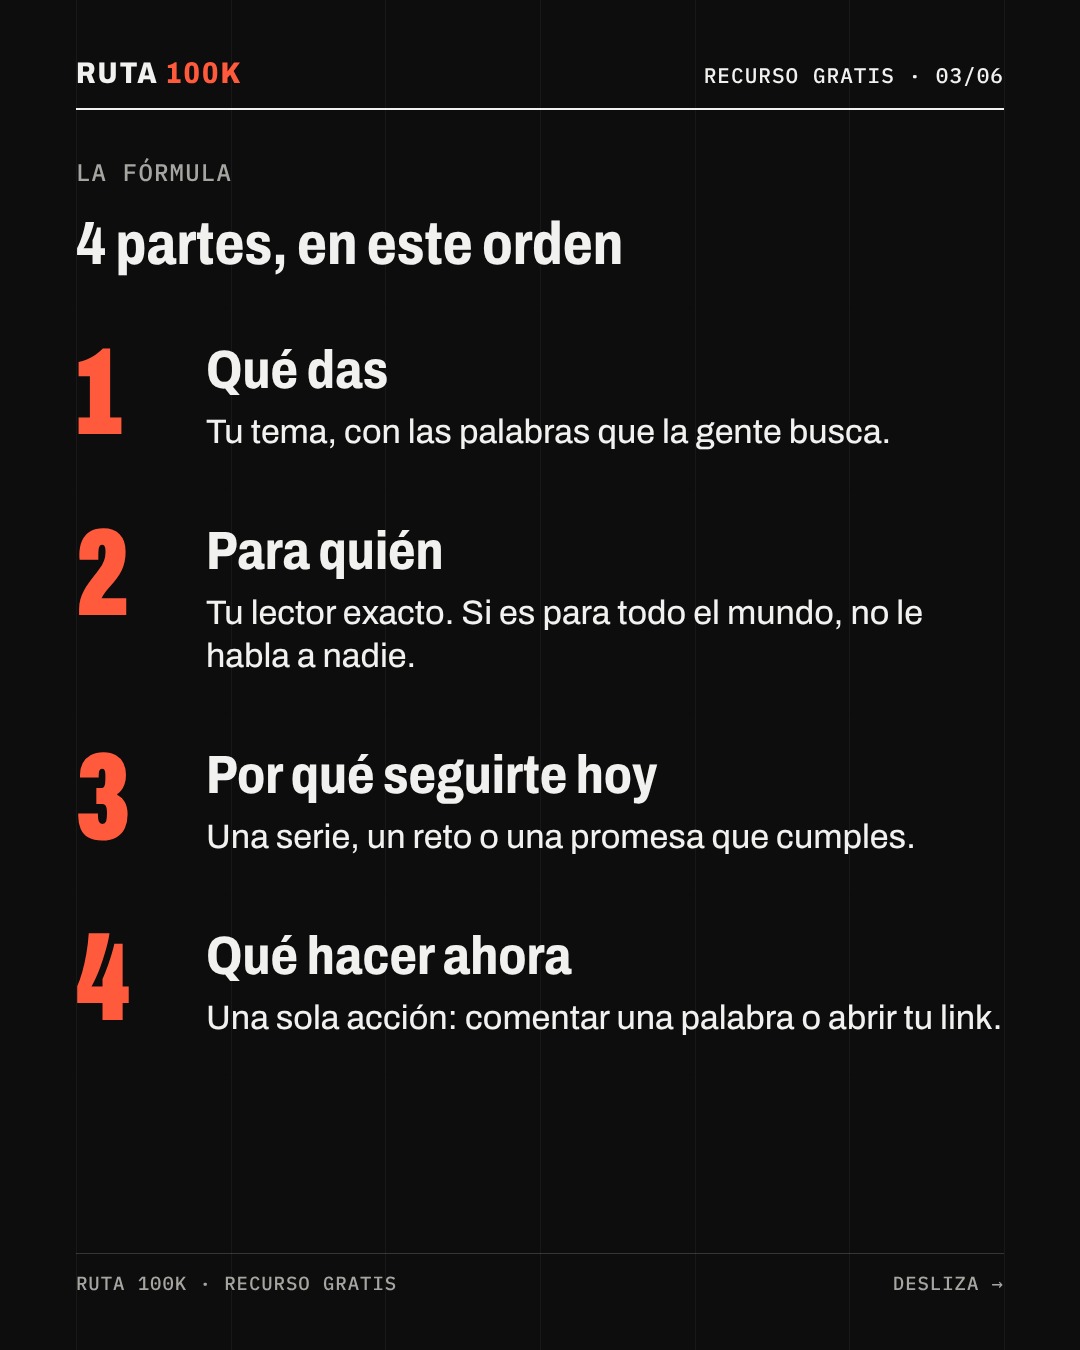 RUTA 100K
RECURSO GRATIS · 03/06
LA FÓRMULA
4 partes, en este orden
1
Qué das
Tu tema, con las palabras que la gente busca.
2
Para quién
Tu lector exacto. Si es para todo el mundo, no le
habla a nadie.
3
Por qué seguirte hoy
Una serie, un reto o una promesa que cumples.
4
Qué hacer ahora
Una sola acción: comentar una palabra o abrir tu link.
RUTA 100K · RECURSO GRATIS
DESLIZA →